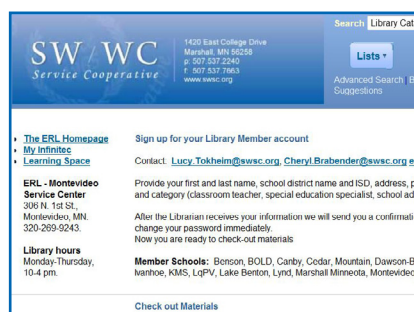 Search Library Cat
SW/WC
Service Cooperative
1420 East College Drive
Marshall, MN 56258
p: 507.537.2240
f: 507.537.7663
www.swsc.org
Lists
Advanced Search | B
Suggestions
The ERL Homepage
My Infinitec
Learning Space
ERL - Montevideo
Service Center
306 N. 1st St.,
Montevideo, MN.
320-269-9243.
Library hours
Monday-Thursday,
10-4 pm.
Sign up for your Library Member account
Contact: Lucy.Tokheim@swsc.org, Cheryl.Brabender@swsc.org e
Provide your first and last name, school district name and ISD, address, p
and category (classroom teacher, special education specialist, school ad
After the Librarian receives your information we will send you a confirmati
change your password immediately.
Now you are ready to check-out materials
Member Schools: Benson, BOLD, Canby, Cedar, Mountain, Dawson-B
Ivanhoe, KMS, LqPV, Lake Benton, Lynd, Marshall Minneota, Montevideo
Check out Materials